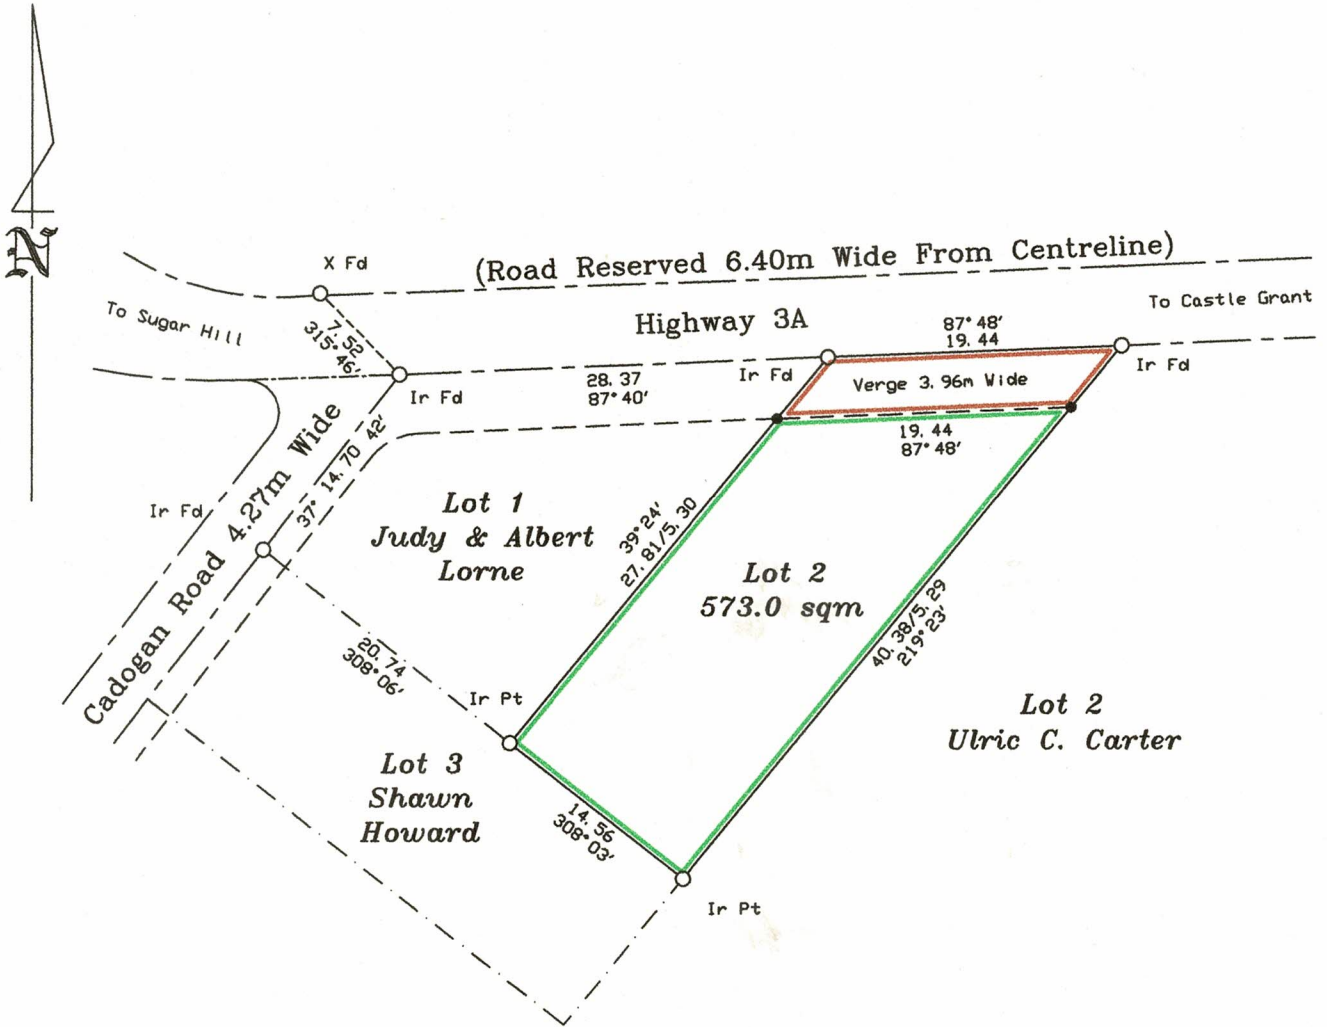 N
X Fd
(Road Reserved 6.40m Wide From Centreline)
To Sugar Hill
7.52
315°46'
Highway 3A
To Castle Grant
87°48'
19.44
Ir Fd
Ir Fd
Ir Fd
28.37
87°40'
Verge 3.96m Wide
19.44
87°48'
Ir Fd
37° 14.70 42'
Cadogan Road 4.27m Wide
Lot 1
Judy & Albert
Lorne
39°24'
27.81/5.30
Lot 2
573.0 sqm
40.38/5.29
219°23'
20.74
308°06'
Ir Pt
Lot 2
Ulric C. Carter
Lot 3
Shawn
Howard
14.56
308°03'
Ir Pt